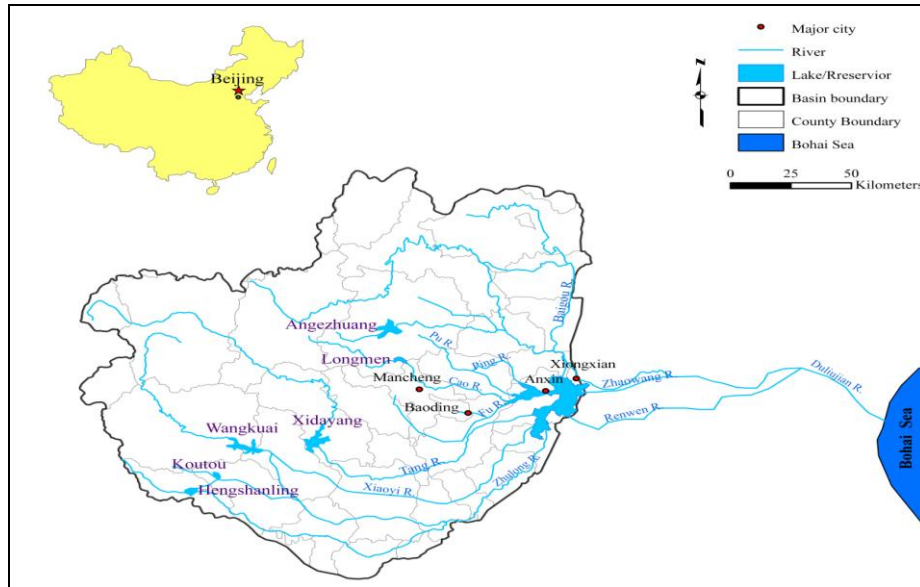 Beijing
Major city
River
Lake/Rreservior
Basin boundary
County Boundary
Bohai Sea
N
0 25 50
Kilometers
Baigou R.
Angezhuang
Pu R.
Longmen
Ping R.
Xiongxian
Mancheng
Cao R.
Anxin
Zhaowang R.
Duliujian R.
Baoding
Fu R.
Renwen R.
Wangkuai
Xidayang
Tang R.
Zhulong R.
Bohai Sea
Koutou
Xiaoyi R.
Hengshanling